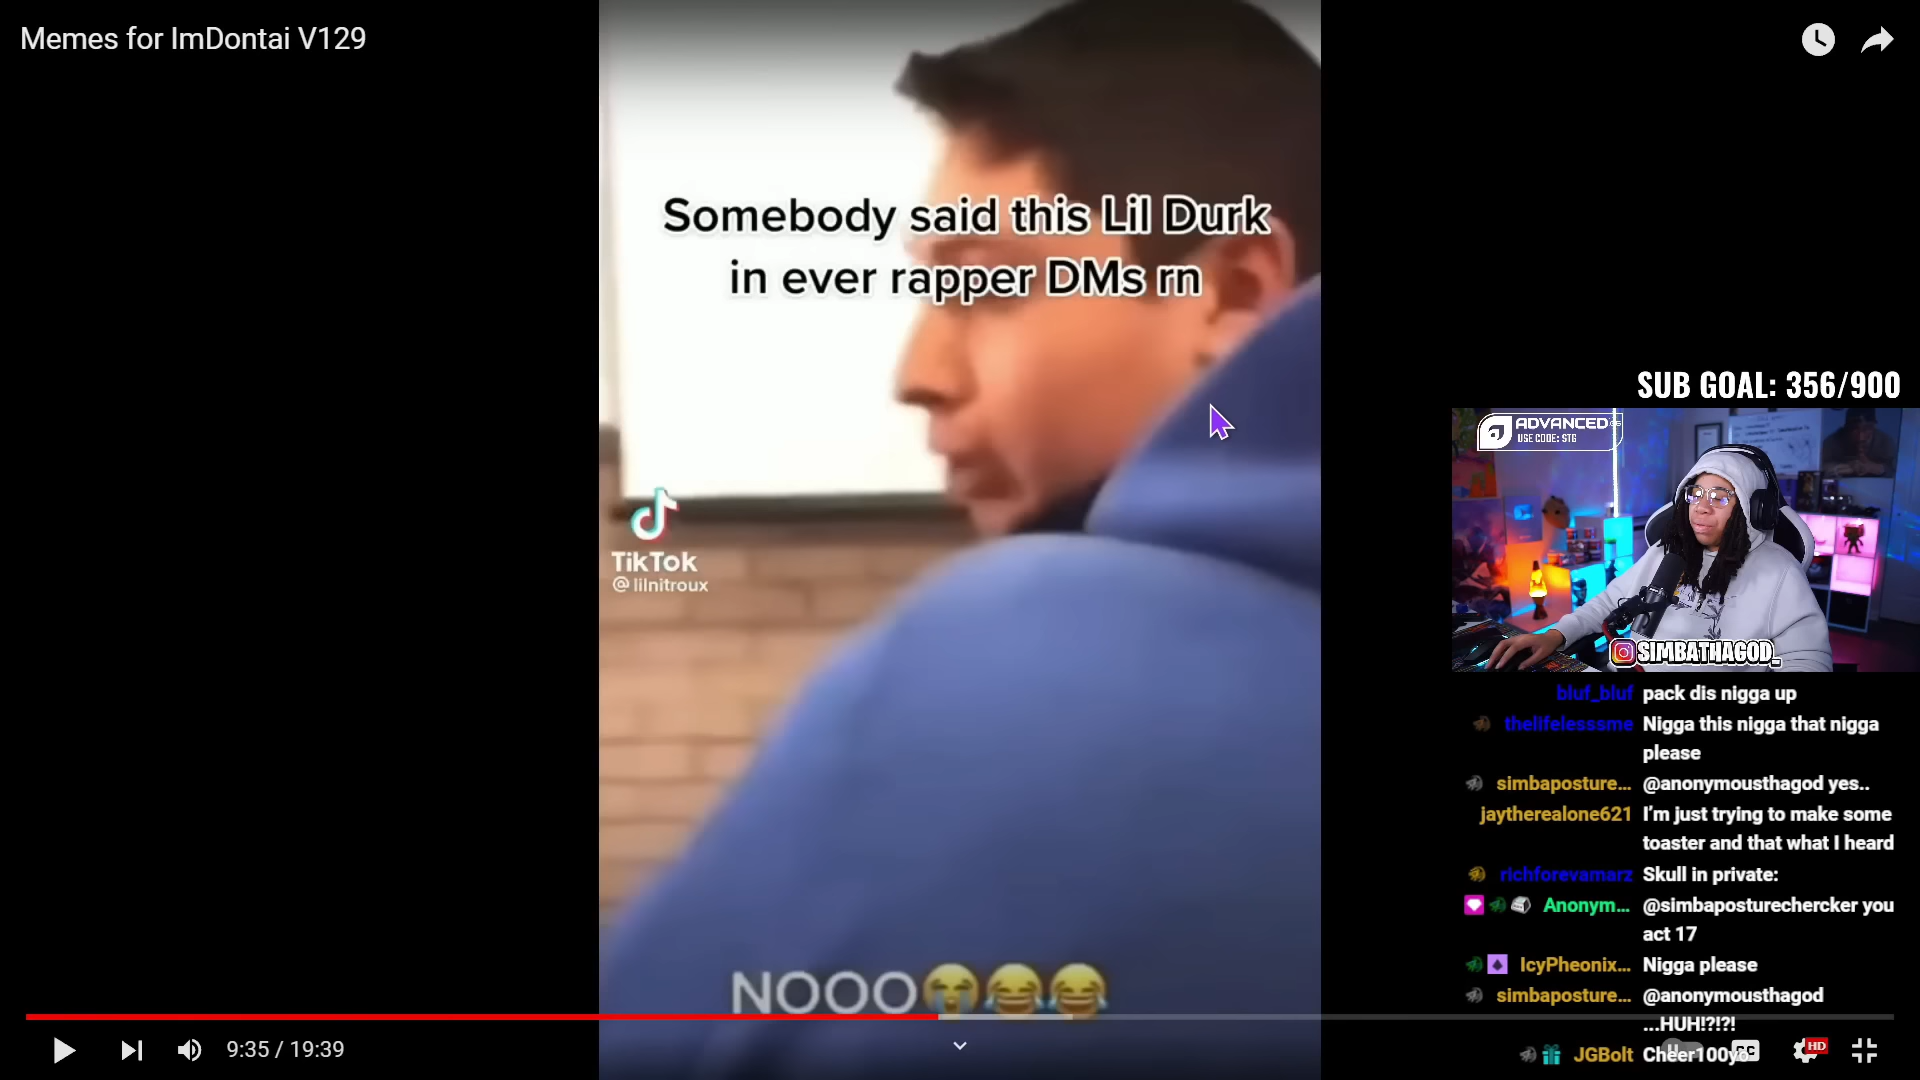 Memes for ImDontai V129
Somebody said this Lil Durk
in ever rapper DMs rn
TikTok
@lilnitroux
NOOO😭😂😂
9:35 / 19:39
SUB GOAL: 356/900
ADVANCED
USE CODE: STG
SIMBATHAGOD_
bluf_bluf pack dis nigga up
thelifelesssme Nigga this nigga that nigga
please
simbaposture... @anonymousthagod yes..
jaytherealone621 I'm just trying to make some
toaster and that what I heard
richforevamarz Skull in private:
Anonym... @simbaposturechercker you
act 17
IcyPheonix... Nigga please
simbaposture... @anonymousthagod
...HUH!?!?!
JGBolt Cheer100yo
CC
HD